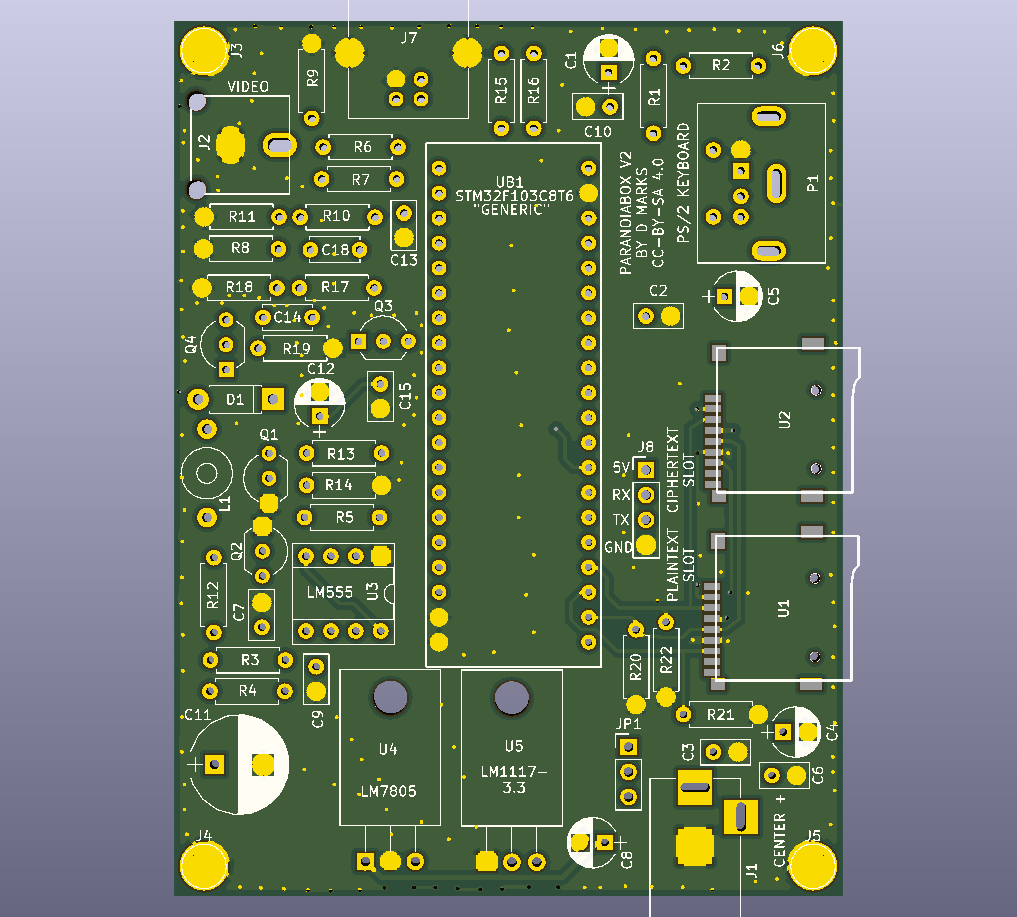 J3
R9
J7
R15
R16
C1
+
R1
R2
J6
VIDEO
J2
R6
R7
C10
P1
R11
R10
R8
C18
C13
UB1
STM32F103C8T6
"GENERIC"
PARANOIABOX V2
BY D MARKS
CC-BY-SA 4.0
PS/2 KEYBOARD
R18
R17
C14
Q3
Q4
R19
C12
+
C15
C2
+
C5
D1
Q1
R13
R14
R5
L1
Q2
J8
5V
RX
TX
GND
CIPHERTEXT
SLOT
PLAINTEXT
SLOT
U2
U1
R12
C7
LM555
U3
R3
R4
C9
C11
+
U4
LM7805
U5
LM1117-
3.3
R20
R22
R21
JP1
C3
+
C4
C6
CENTER +
J4
C8
+
J1
J5